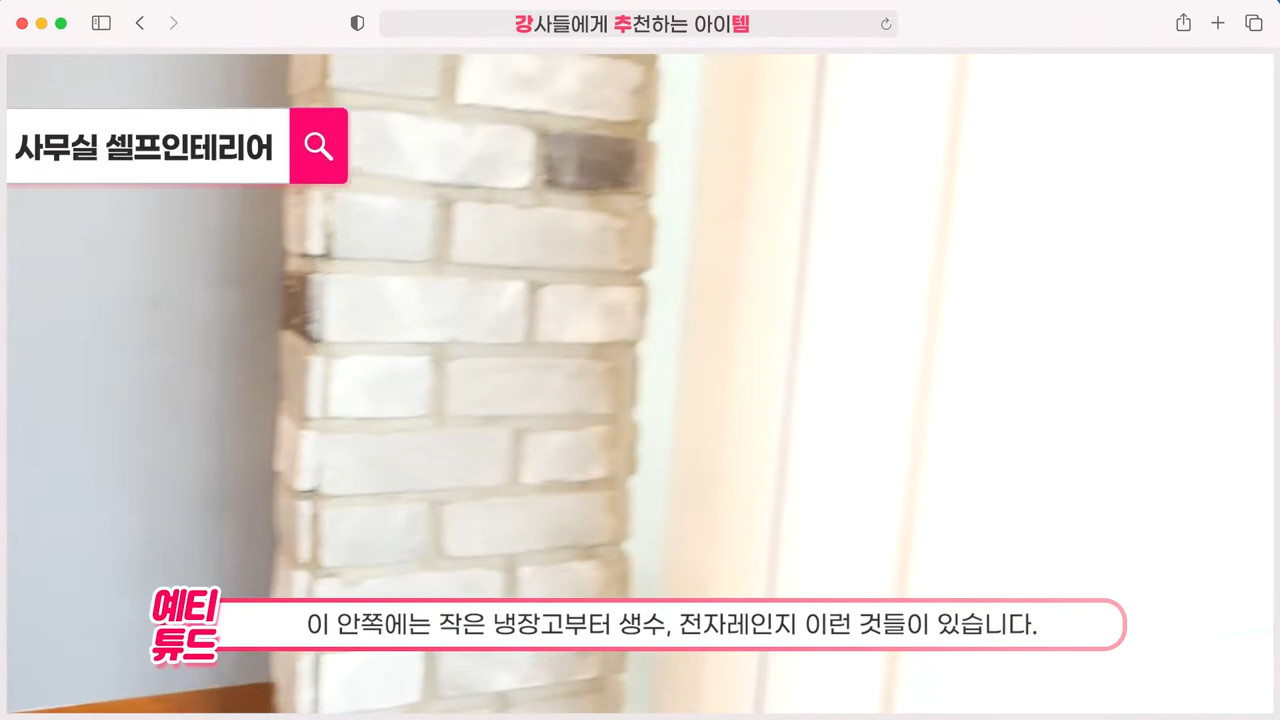 강사들에게 추천하는 아이템
사무실 셀프인테리어
예티
튜드
이 안쪽에는 작은 냉장고부터 생수, 전자레인지 이런 것들이 있습니다.